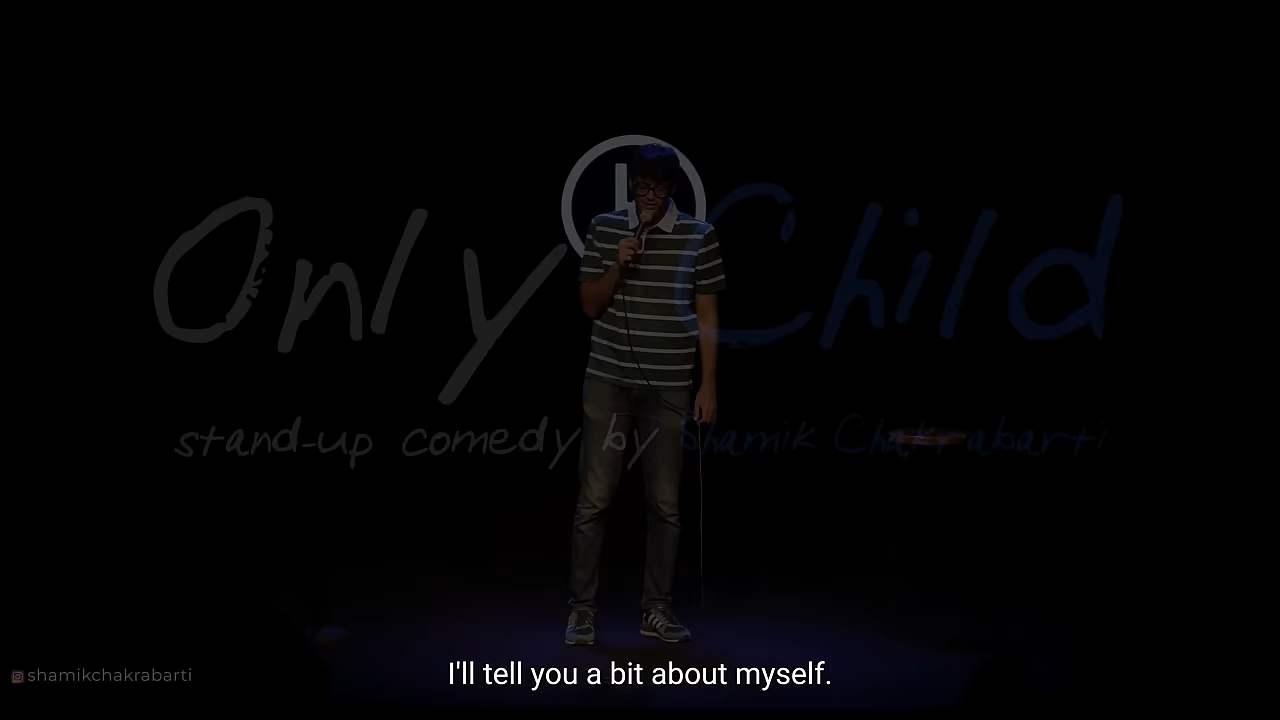 Only Child
stand-up comedy by Shamik Chakrabarti
shamikchakrabarti
I'll tell you a bit about myself.